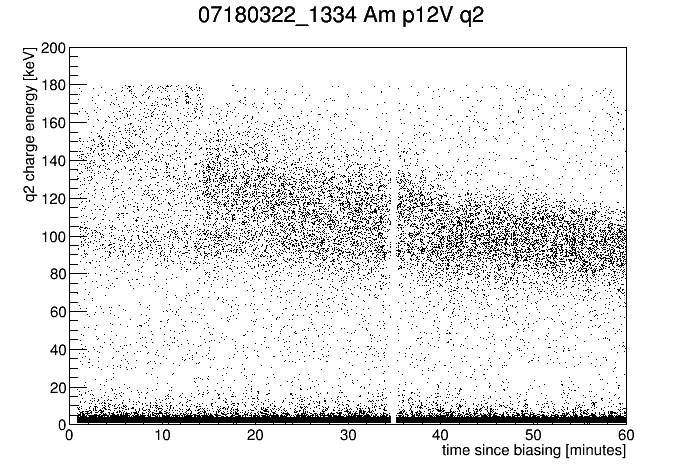 07180322_1334 Am p12V q2
q2 charge energy [keV]
200
180
160
140
120
100
80
60
40
20
0
0 10 20 30 40 50 60
time since biasing [minutes]